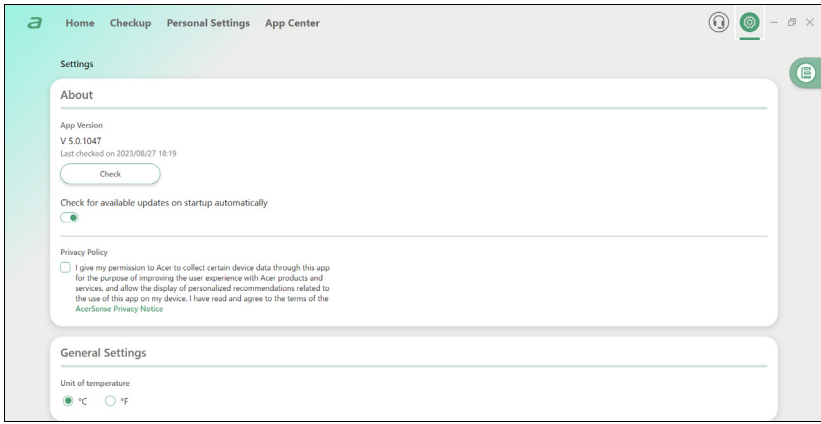 a Home Checkup Personal Settings App Center
Settings
About
App Version
V 5.0.1047
Last checked on 2023/08/27 18:19
Check
Check for available updates on startup automatically
Privacy Policy
I give my permission to Acer to collect certain device data through this app
for the purpose of improving the user experience with Acer products and
services, and allow the display of personalized recommendations related to
the use of this app on my device. I have read and agree to the terms of the
AcerSense Privacy Notice
General Settings
Unit of temperature
°C °F